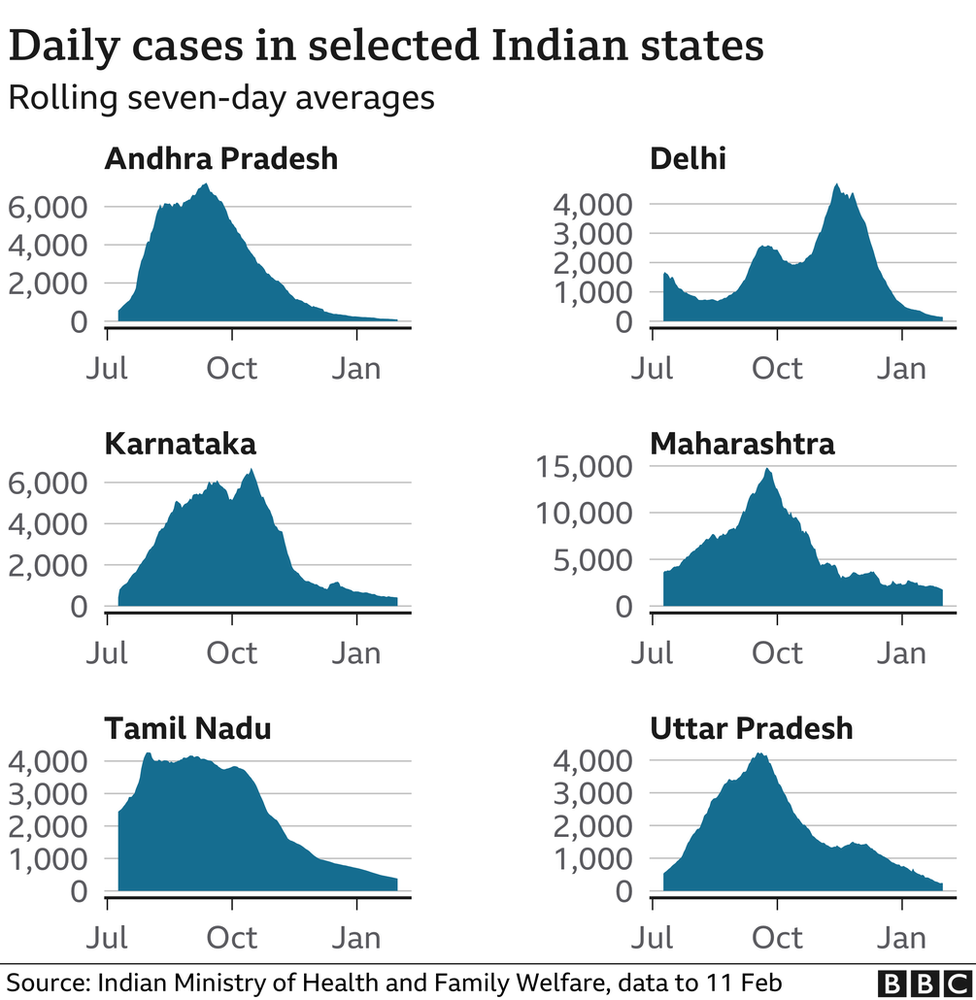 Daily cases in selected Indian states
Rolling seven-day averages
Andhra Pradesh
6,000
4,000
2,000
0
Jul Oct Jan
Delhi
4,000
3,000
2,000
1,000
0
Jul Oct Jan
Karnataka
6,000
4,000
2,000
0
Jul Oct Jan
Maharashtra
15,000
10,000
5,000
0
Jul Oct Jan
Tamil Nadu
4,000
3,000
2,000
1,000
0
Jul Oct Jan
Uttar Pradesh
4,000
3,000
2,000
1,000
0
Jul Oct Jan
Source: Indian Ministry of Health and Family Welfare, data to 11 Feb
BBC